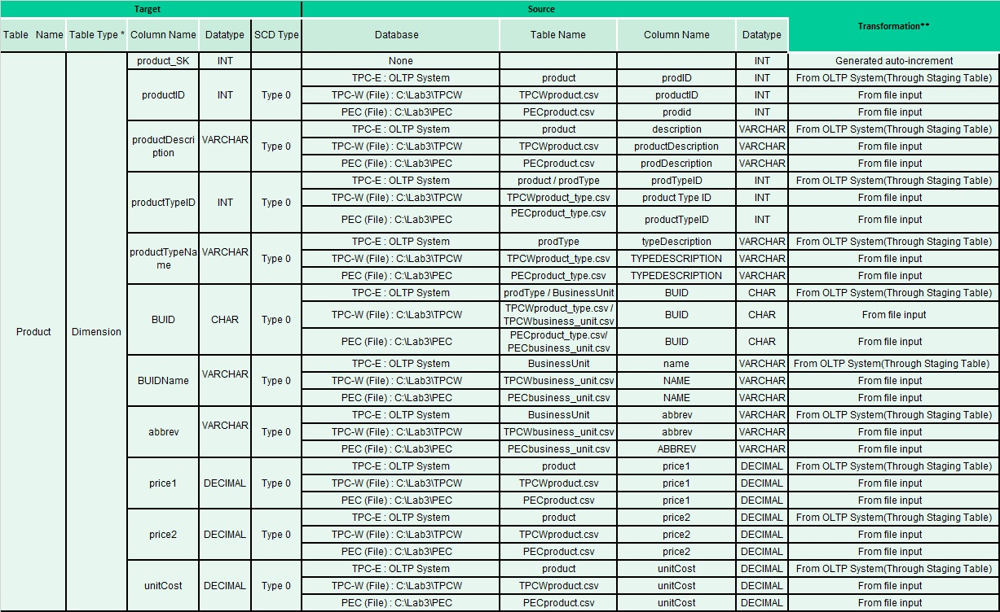 Target Source Transformation**
Table Name Table Type * Column Name Datatype SCD Type Database Table Name Column Name Datatype
Product Dimension
product_SK INT None INT Generated auto-increment
productID INT Type 0
TPC-E : OLTP System product prodID INT From OLTP System(Through Staging Table)
TPC-W (File) : C:\Lab3\TPCW TPCWproduct.csv productID INT From file input
PEC (File) : C:\Lab3\PEC PECproduct.csv prodid INT From file input
productDescri
ption
VARCHAR Type 0
TPC-E : OLTP System product description VARCHAR From OLTP System(Through Staging Table)
TPC-W (File) : C:\Lab3\TPCW TPCWproduct.csv productDescription VARCHAR From file input
PEC (File) : C:\Lab3\PEC PECproduct.csv prodDescription VARCHAR From file input
productTypeID INT Type 0
TPC-E : OLTP System product / prodType prodTypeID INT From OLTP System(Through Staging Table)
TPC-W (File) : C:\Lab3\TPCW TPCWproduct_type.csv product Type ID INT From file input
PEC (File) : C:\Lab3\PEC PECproduct_type.csv productTypeID INT From file input
productTypeNa
me
VARCHAR Type 0
TPC-E : OLTP System prodType typeDescription VARCHAR From OLTP System(Through Staging Table)
TPC-W (File) : C:\Lab3\TPCW TPCWproduct_type.csv TYPEDESCRIPTION VARCHAR From file input
PEC (File) : C:\Lab3\PEC PECproduct_type.csv TYPEDESCRIPTION VARCHAR From file input
BUID CHAR Type 0
TPC-E : OLTP System prodType / BusinessUnit BUID CHAR From OLTP System(Through Staging Table)
TPC-W (File) : C:\Lab3\TPCW
TPCWproduct_type.csv /
TPCWbusiness_unit.csv
BUID CHAR From file input
PEC (File) : C:\Lab3\PEC
PECproduct_type.csv/
PECbusiness_unit.csv
BUID CHAR From file input
BUIDName VARCHAR Type 0
TPC-E : OLTP System BusinessUnit name VARCHAR From OLTP System(Through Staging Table)
TPC-W (File) : C:\Lab3\TPCW TPCWbusiness_unit.csv NAME VARCHAR From file input
PEC (File) : C:\Lab3\PEC PECbusiness_unit.csv NAME VARCHAR From file input
abbrev VARCHAR Type 0
TPC-E : OLTP System BusinessUnit abbrev VARCHAR From OLTP System(Through Staging Table)
TPC-W (File) : C:\Lab3\TPCW TPCWbusiness_unit.csv abbrev VARCHAR From file input
PEC (File) : C:\Lab3\PEC PECbusiness_unit.csv ABBREV VARCHAR From file input
price1 DECIMAL Type 0
TPC-E : OLTP System product price1 DECIMAL From OLTP System(Through Staging Table)
TPC-W (File) : C:\Lab3\TPCW TPCWproduct.csv price1 DECIMAL From file input
PEC (File) : C:\Lab3\PEC PECproduct.csv price1 DECIMAL From file input
price2 DECIMAL Type 0
TPC-E : OLTP System product price2 DECIMAL From OLTP System(Through Staging Table)
TPC-W (File) : C:\Lab3\TPCW TPCWproduct.csv price2 DECIMAL From file input
PEC (File) : C:\Lab3\PEC PECproduct.csv price2 DECIMAL From file input
unitCost DECIMAL Type 0
TPC-E : OLTP System product unitCost DECIMAL From OLTP System(Through Staging Table)
TPC-W (File) : C:\Lab3\TPCW TPCWproduct.csv unitCost DECIMAL From file input
PEC (File) : C:\Lab3\PEC PECproduct.csv unitCost DECIMAL From file input